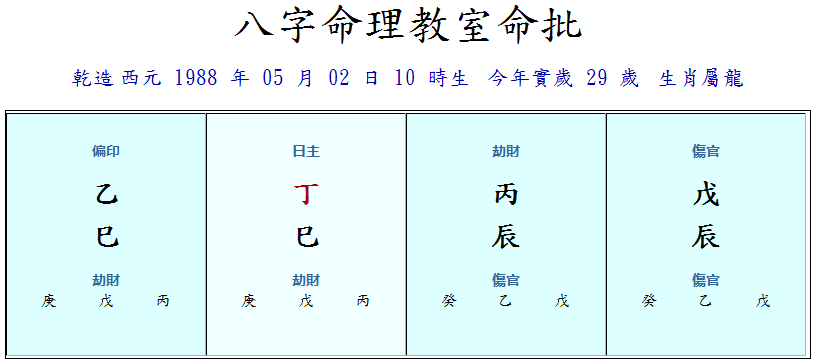 八字命理教室命批
乾造 西元 1988 年 05 月 02 日 10 時生 今年實歲 29 歲 生肖屬龍
偏印 日主 劫財 傷官
乙 丁 丙 戊
巳 巳 辰 辰
劫財 劫財 傷官 傷官
庚 戊 丙 庚 戊 丙 癸 乙 戊 癸 乙 戊